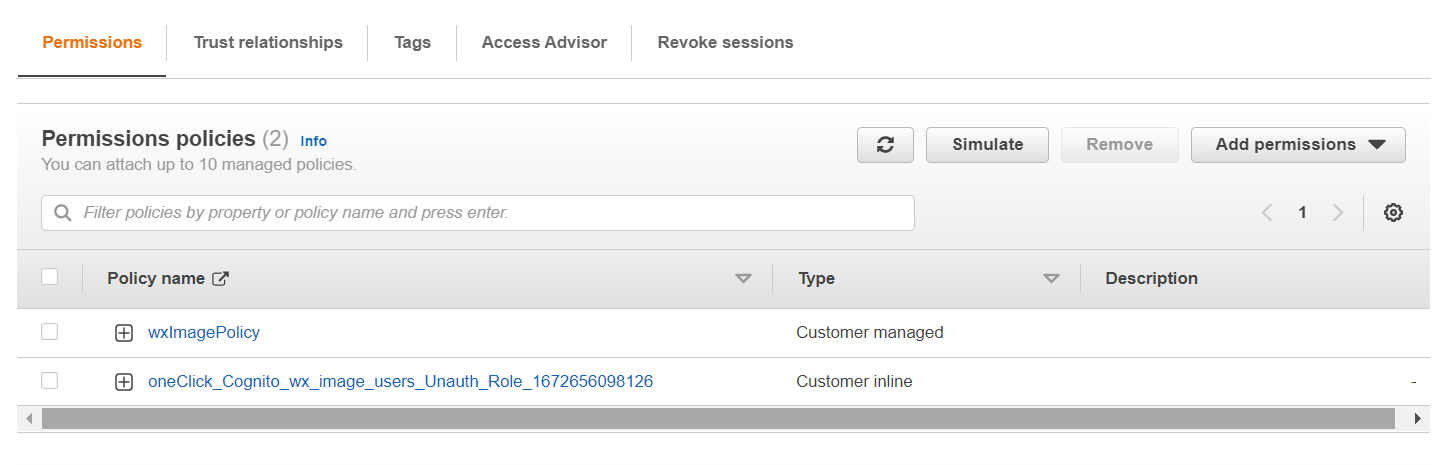 Permissions
Trust relationships
Tags
Access Advisor
Revoke sessions
Permissions policies (2) Info
You can attach up to 10 managed policies.
Simulate
Remove
Add permissions
Filter policies by property or policy name and press enter.
1
Policy name
Type
Description
wxImagePolicy
Customer managed
oneClick_Cognito_wx_image_users_Unauth_Role_1672656098126
Customer inline
-